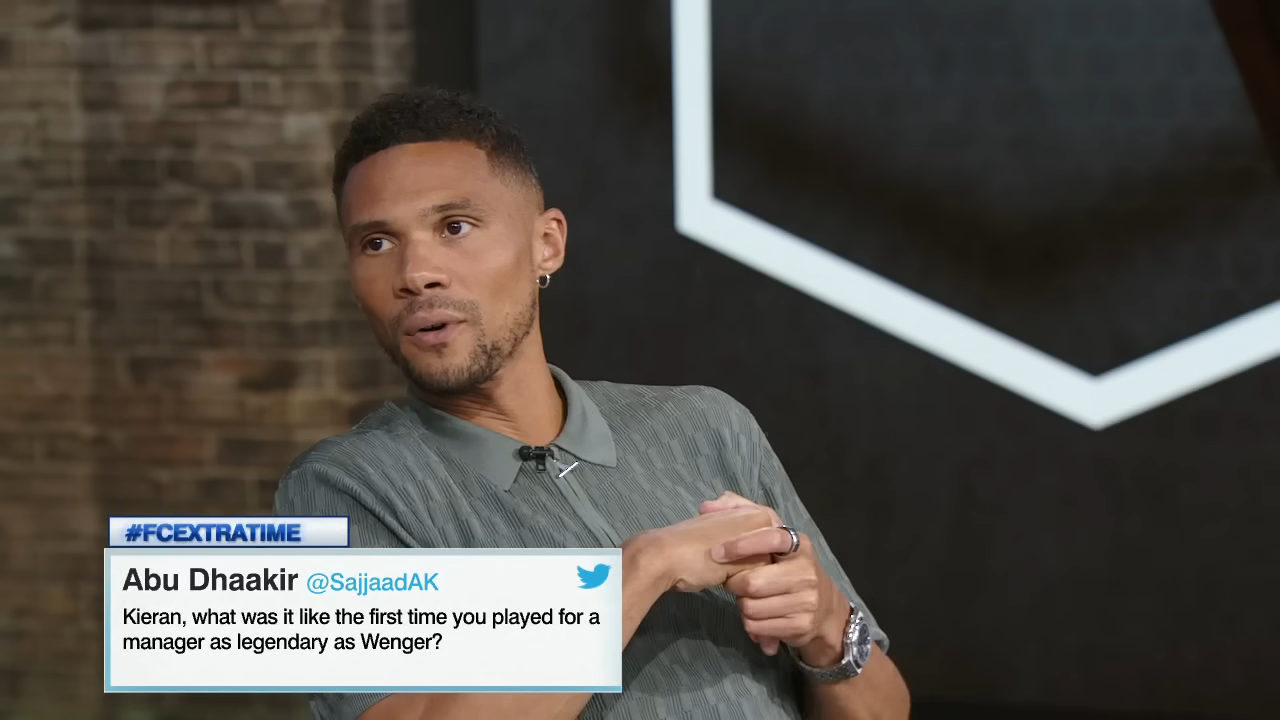 #FCEXTRATIME
Abu Dhaakir @SajjaadAK
Kieran, what was it like the first time you played for a
manager as legendary as Wenger?